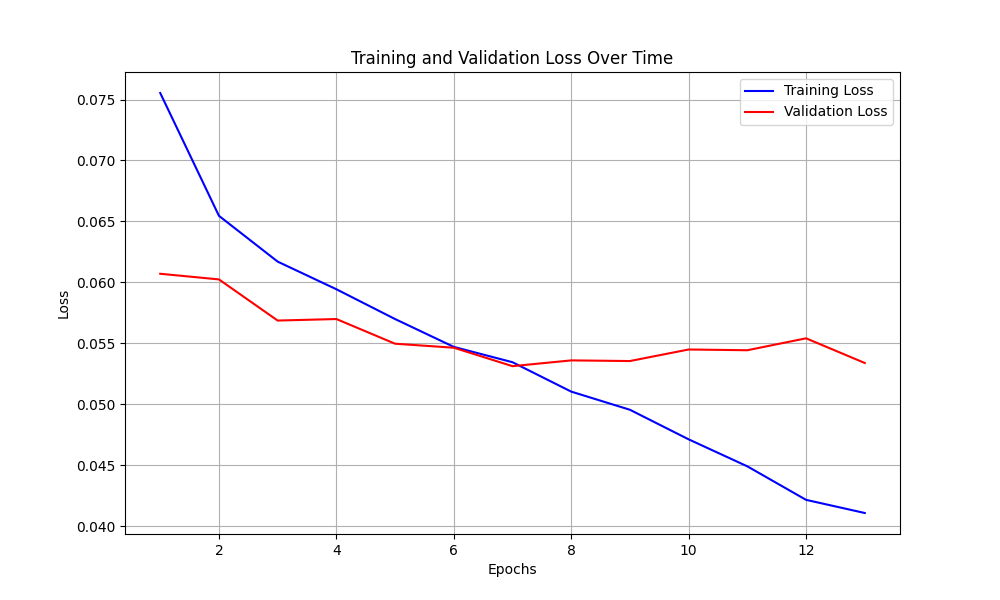 Training and Validation Loss Over Time
Training Loss
Validation Loss
0.075
0.070
0.065
0.060
0.055
0.050
0.045
0.040
Loss
2 4 6 8 10 12
Epochs